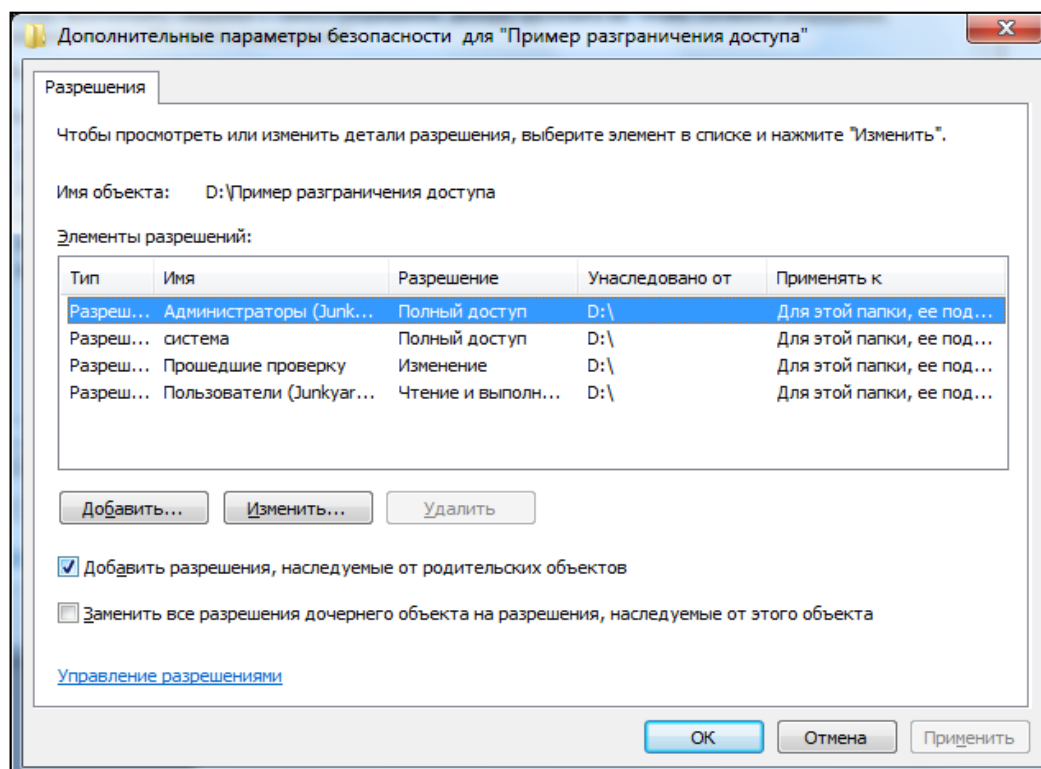 Дополнительные параметры безопасности для "Пример разграничения доступа"
Разрешения
Чтобы просмотреть или изменить детали разрешения, выберите элемент в списке и нажмите "Изменить".
Имя объекта: D:\Пример разграничения доступа
Элементы разрешений:
Тип Имя Разрешение Унаследовано от Применять к
Разреш... Администраторы (Junk... Полный доступ D:\ Для этой папки, ее под...
Разреш... система Полный доступ D:\ Для этой папки, ее под...
Разреш... Прошедшие проверку Изменение D:\ Для этой папки, ее под...
Разреш... Пользователи (Junkyar... Чтение и выполн... D:\ Для этой папки, ее под...
Добавить... Изменить... Удалить
Добавить разрешения, наследуемые от родительских объектов
Заменить все разрешения дочернего объекта на разрешения, наследуемые от этого объекта
Управление разрешениями
ОК Отмена Применить